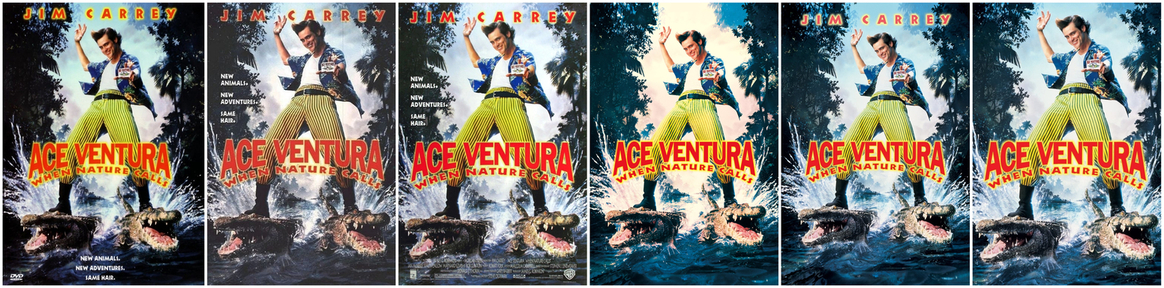 JIM CARREY
ACE VENTURA
WHEN NATURE CALLS
NEW ANIMALS.
NEW ADVENTURES.
SAME HAIR.
DVD
JIM CARREY
NEW
ANIMALS.
NEW
ADVENTURES.
SAME
HAIR.
ACE VENTURA
WHEN NATURE CALLS
JIM CARREY
NEW
ANIMALS.
NEW
ADVENTURES.
SAME
HAIR.
ACE VENTURA
WHEN NATURE CALLS
ACE VENTURA
WHEN NATURE CALLS
JIM CARREY
ACE VENTURA
WHEN NATURE CALLS
ACE VENTURA
WHEN NATURE CALLS